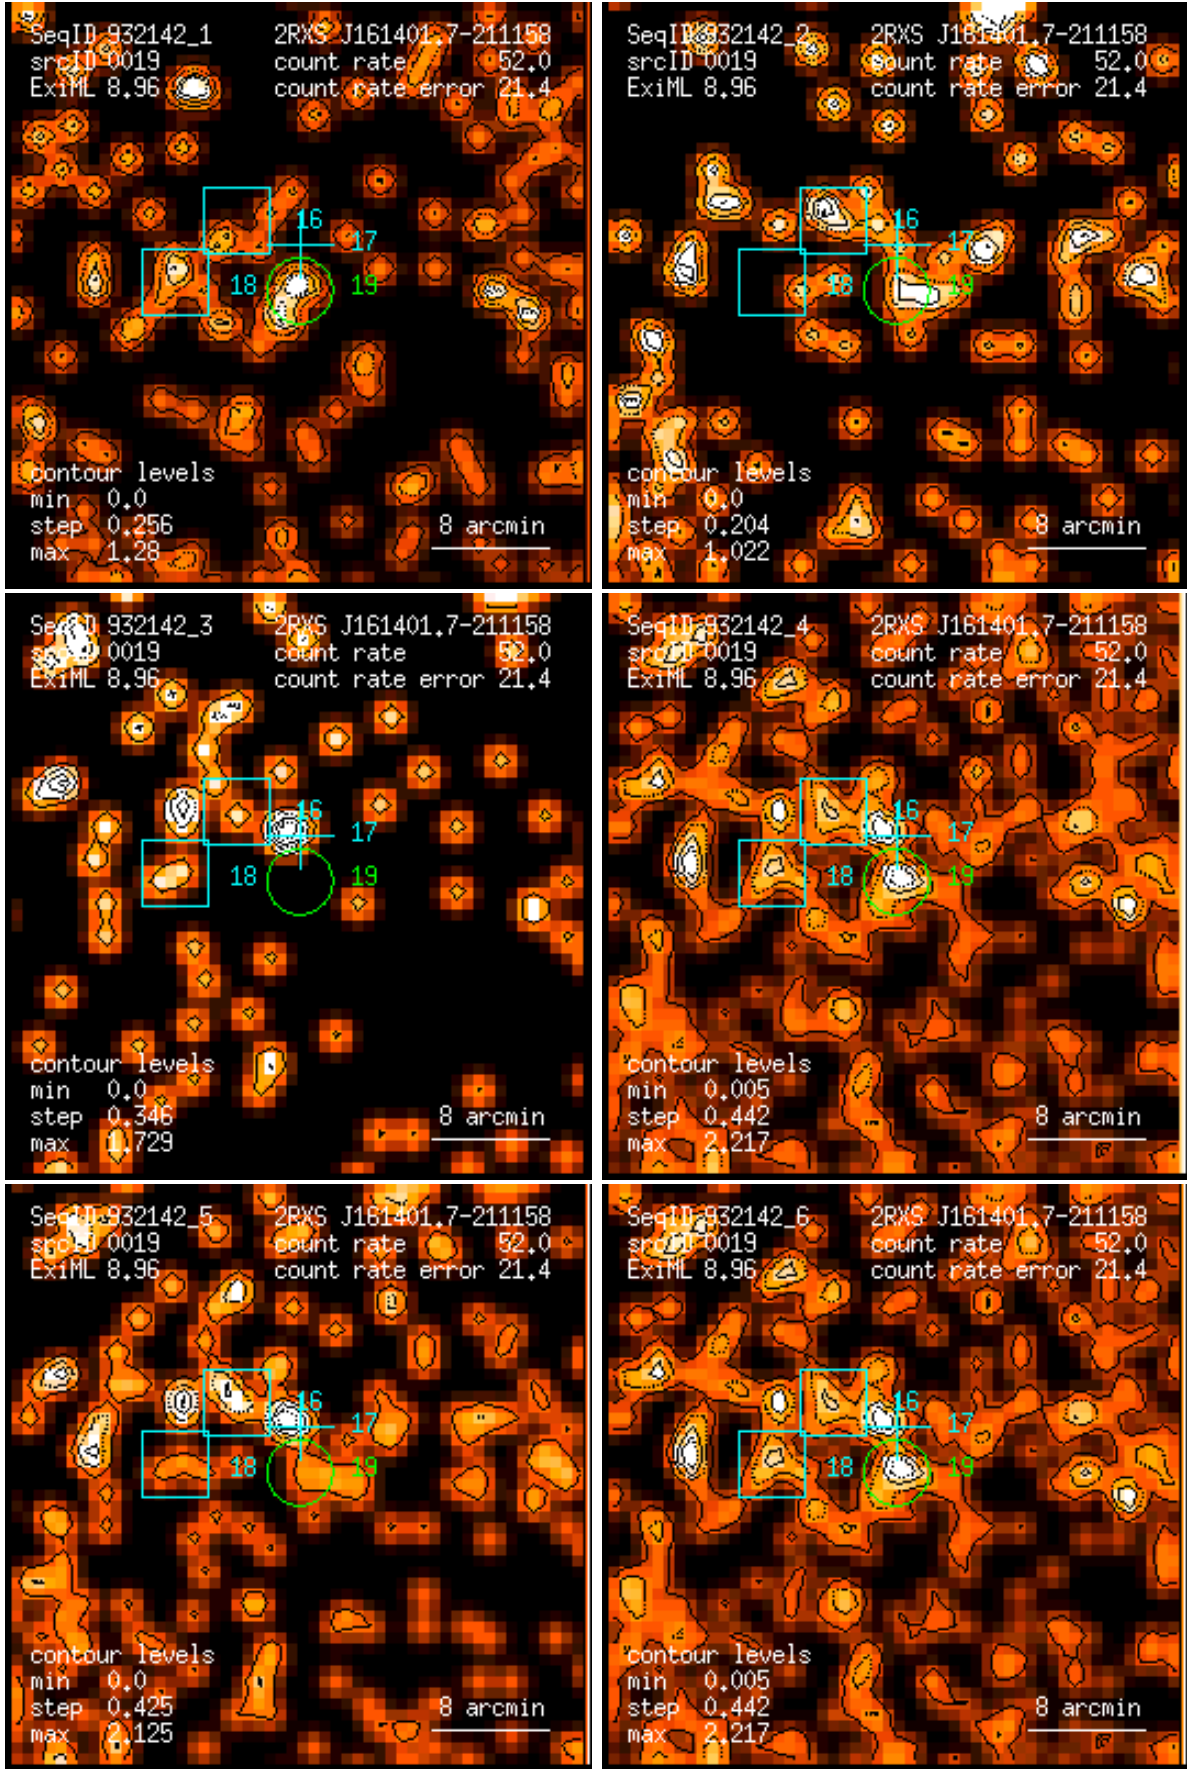 SeqID 932142_1 2RXS J161401.7-211158
srcID 0019 count rate 52.0
ExiML 8.96 count rate error 21.4
16
17
18 19
contour levels
min 0.0
step 0.256
max 1.28
8 arcmin
SeqID 932142_2 2RXS J161401.7-211158
srcID 0019 count rate 52.0
ExiML 8.96 count rate error 21.4
16
17
18 19
contour levels
min 0.0
step 0.204
max 1.022
8 arcmin
SeqID 932142_3 2RXS J161401.7-211158
srcID 0019 count rate 52.0
ExiML 8.96 count rate error 21.4
16
17
18 19
contour levels
min 0.0
step 0.346
max 1.729
8 arcmin
SeqID 932142_4 2RXS J161401.7-211158
srcID 0019 count rate 52.0
ExiML 8.96 count rate error 21.4
16
17
18 19
contour levels
min 0.005
step 0.442
max 2.217
8 arcmin
SeqID 932142_5 2RXS J161401.7-211158
srcID 0019 count rate 52.0
ExiML 8.96 count rate error 21.4
16
17
18 19
contour levels
min 0.0
step 0.425
max 2.125
8 arcmin
SeqID 932142_6 2RXS J161401.7-211158
srcID 0019 count rate 52.0
ExiML 8.96 count rate error 21.4
16
17
18 19
contour levels
min 0.005
step 0.442
max 2.217
8 arcmin